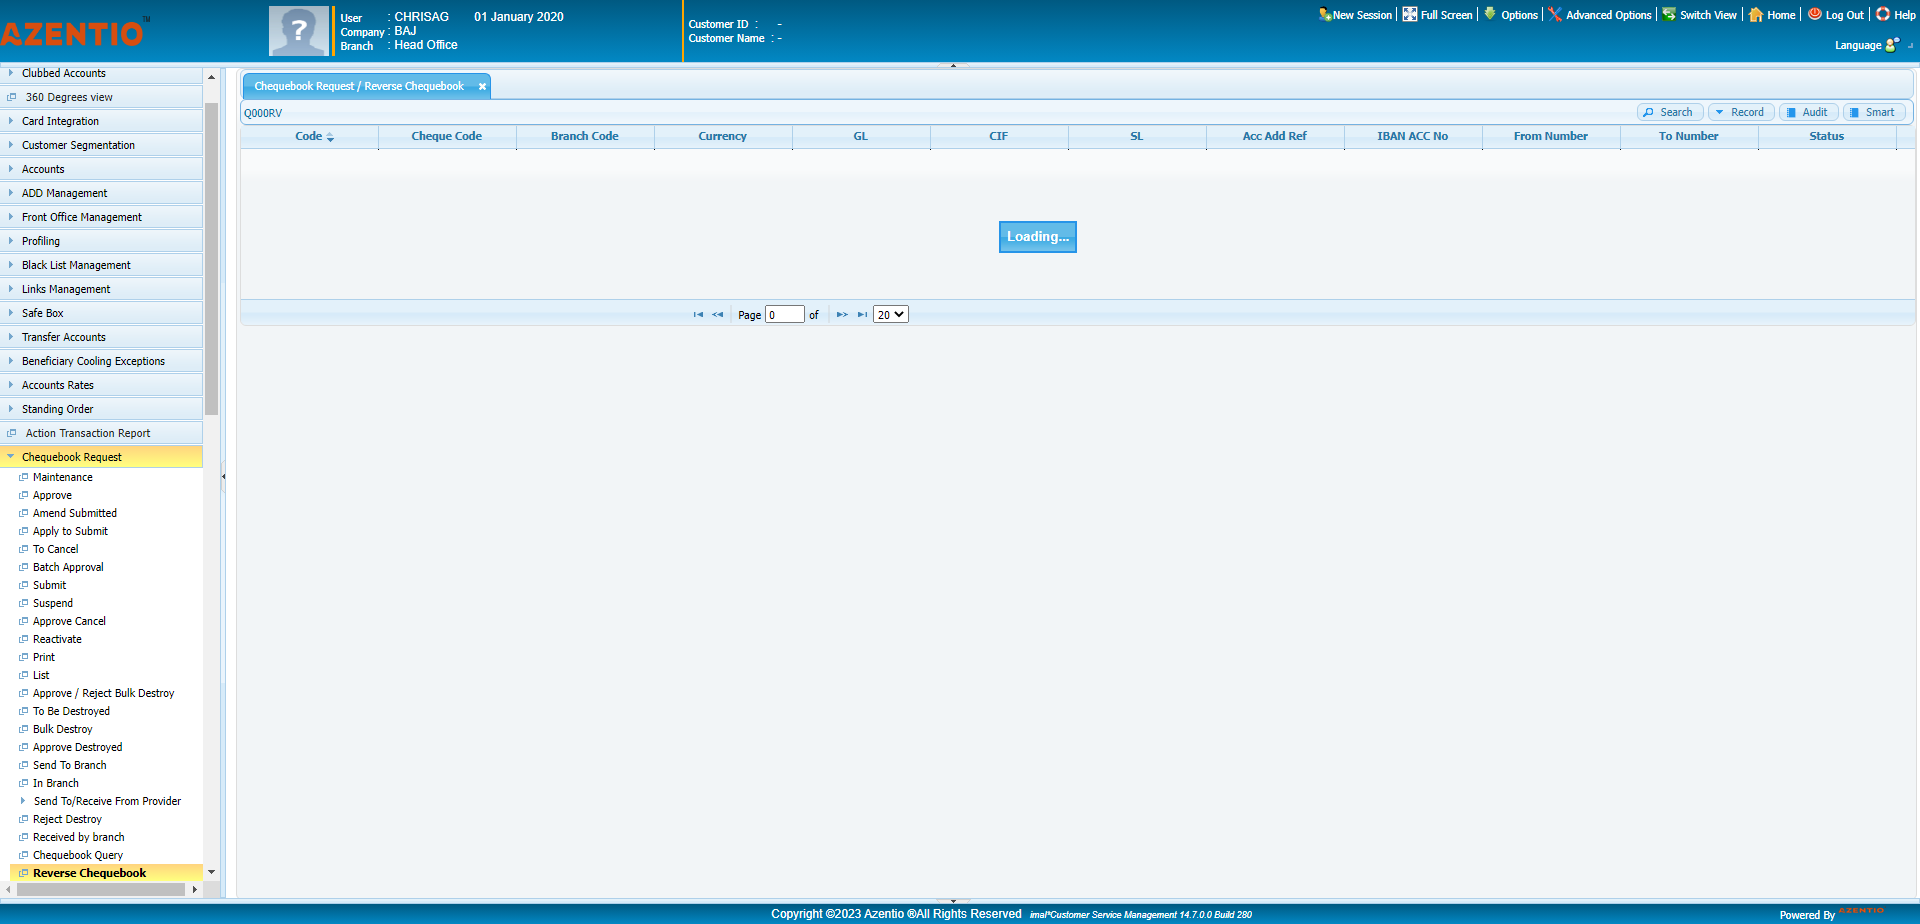 AZENTIO™
User : CHRISAG 01 January 2020
Company : BAJ
Branch : Head Office
Customer ID : -
Customer Name : -
New Session Full Screen Options Advanced Options Switch View Home Log Out Help
Language
Clubbed Accounts
360 Degrees view
Card Integration
Customer Segmentation
Accounts
ADD Management
Front Office Management
Profiling
Black List Management
Links Management
Safe Box
Transfer Accounts
Beneficiary Cooling Exceptions
Accounts Rates
Standing Order
Action Transaction Report
Chequebook Request
Maintenance
Approve
Amend Submitted
Apply to Submit
To Cancel
Batch Approval
Submit
Suspend
Approve Cancel
Reactivate
Print
List
Approve / Reject Bulk Destroy
To Be Destroyed
Bulk Destroy
Approve Destroyed
Send To Branch
In Branch
Send To/Receive From Provider
Reject Destroy
Received by branch
Chequebook Query
Reverse Chequebook
Chequebook Request / Reverse Chequebook
Q000RV
Search Record Audit Smart
Code Cheque Code Branch Code Currency GL CIF SL Acc Add Ref IBAN ACC No From Number To Number Status
Loading...
Page 0 of 20
Copyright ©2023 Azentio ®All Rights Reserved imal*Customer Service Management 14.7.0.0 Build 280
Powered By AZENTIO